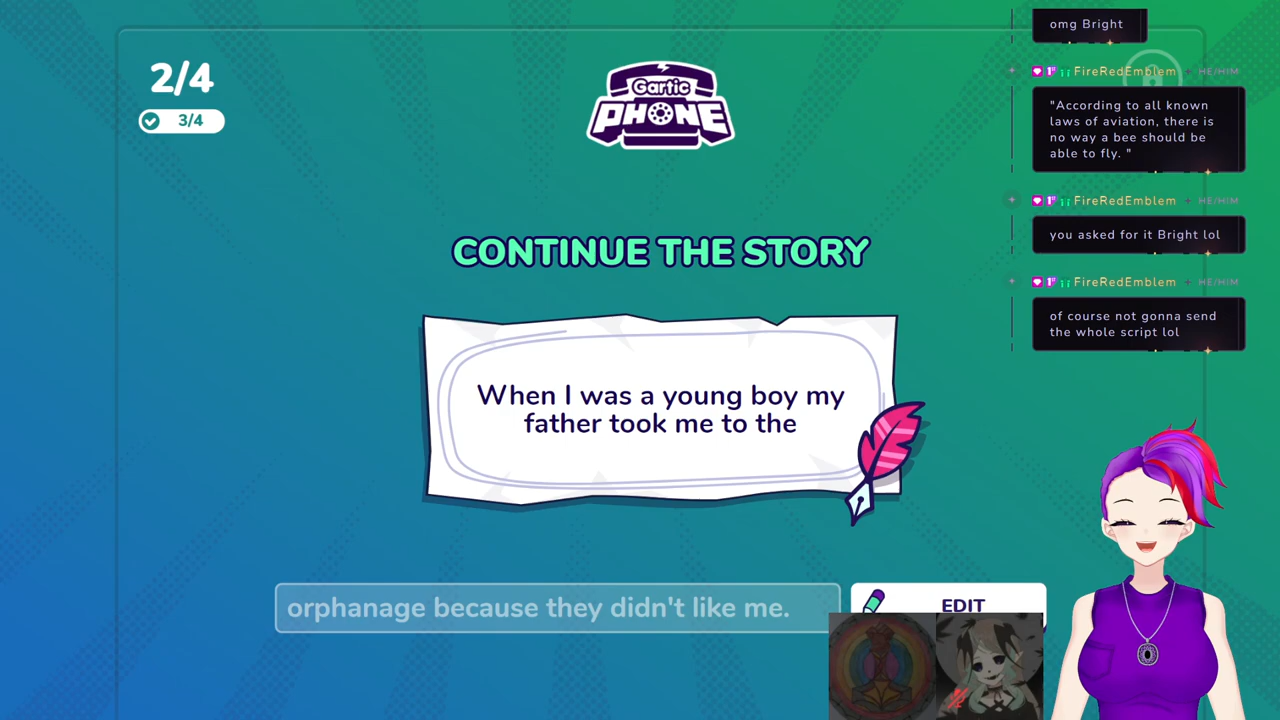 2/4
3/4
Gartic
PHONE
CONTINUE THE STORY
When I was a young boy my
father took me to the
orphanage because they didn't like me.
EDIT
omg Bright
FireRedEmblem HE/HIM
"According to all known
laws of aviation, there is
no way a bee should be
able to fly. "
FireRedEmblem HE/HIM
you asked for it Bright lol
FireRedEmblem HE/HIM
of course not gonna send
the whole script lol